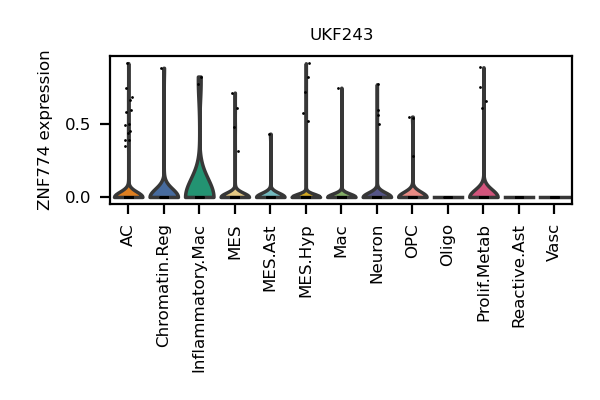 UKF243
ZNF774 expression
0.5
0.0
AC
Chromatin.Reg
Inflammatory.Mac
MES
MES.Ast
MES.Hyp
Mac
Neuron
OPC
Oligo
Prolif.Metab
Reactive.Ast
Vasc